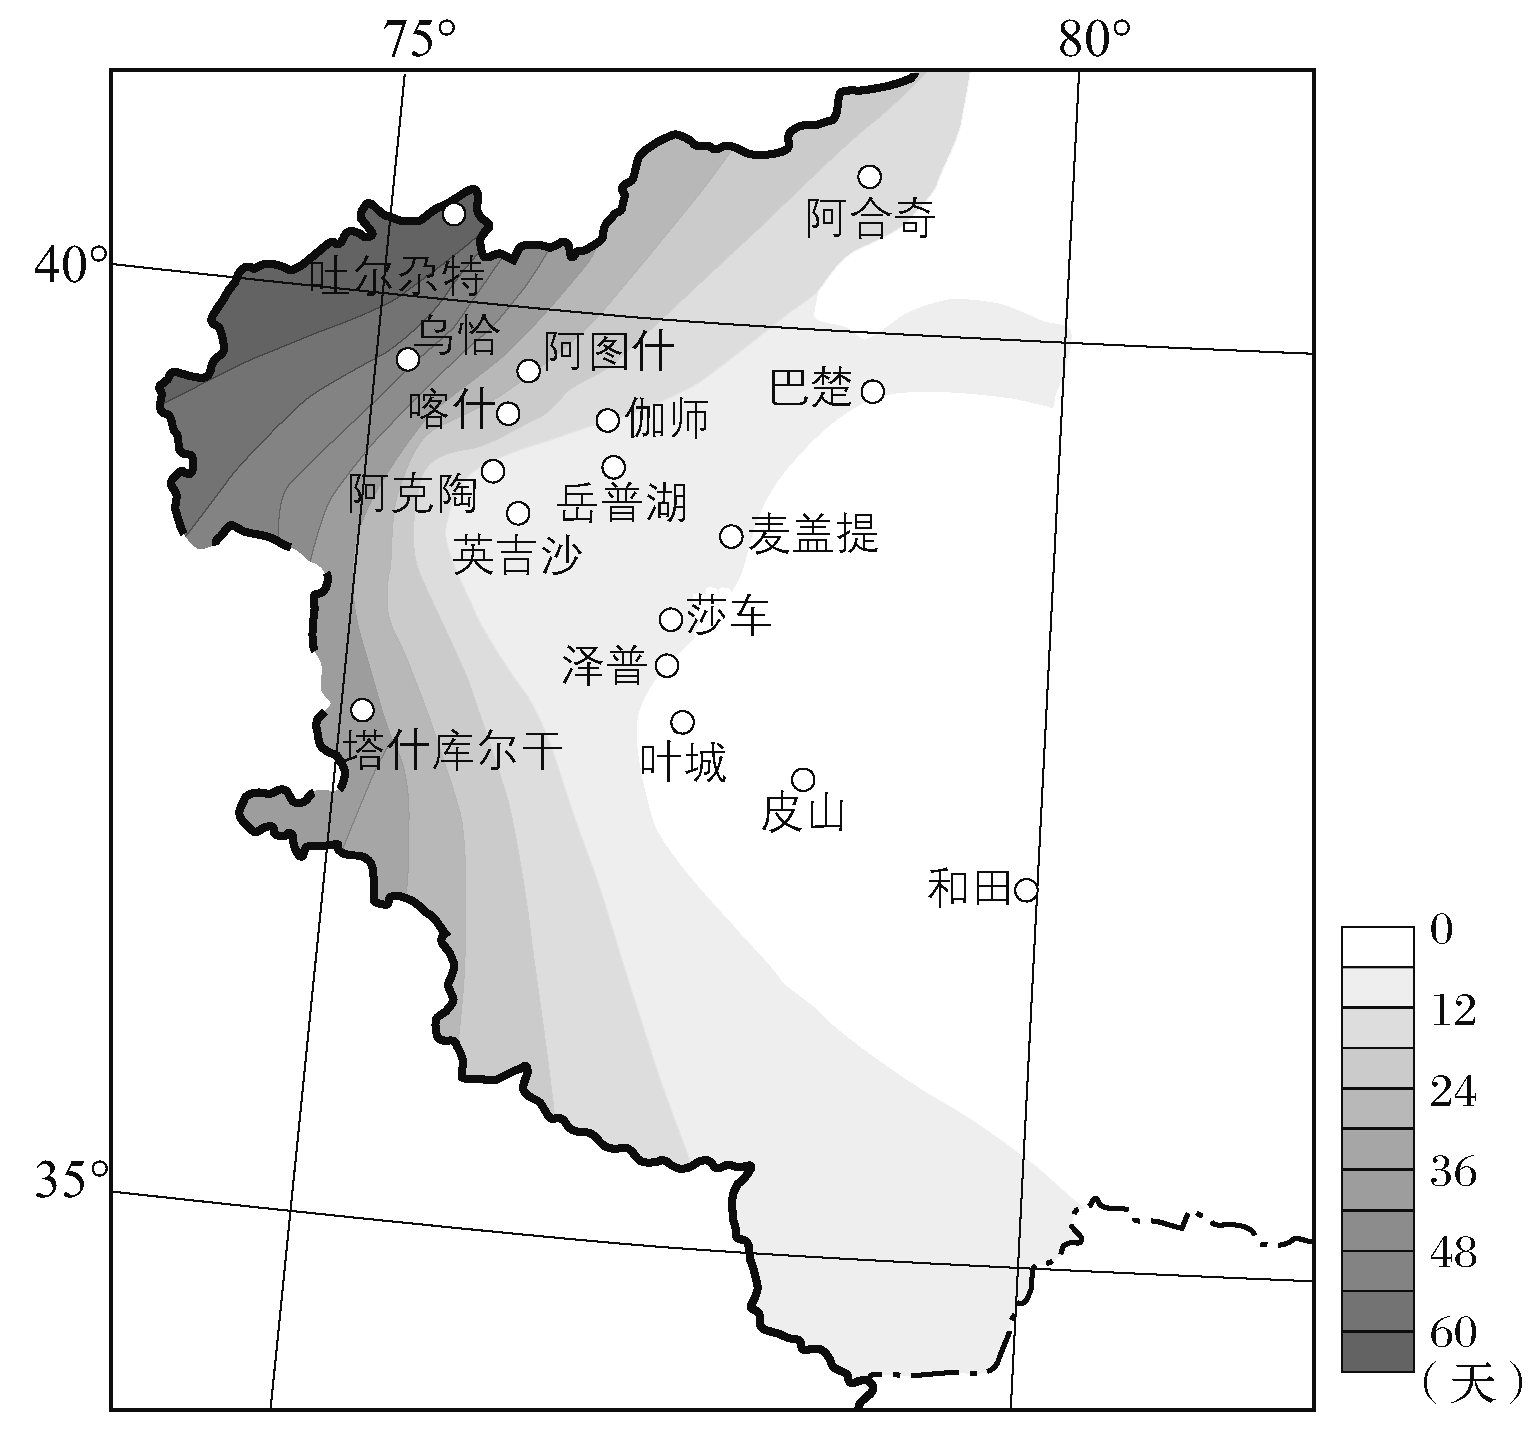 75°
80°
阿合奇
40°
吐尔尕特
乌恰
阿图什
巴楚
喀什
伽师
阿克陶
岳普湖
麦盖提
英吉沙
莎车
泽普
塔什库尔干
叶城
皮山
和田
0
12
24
35°
36
48
60
(天)